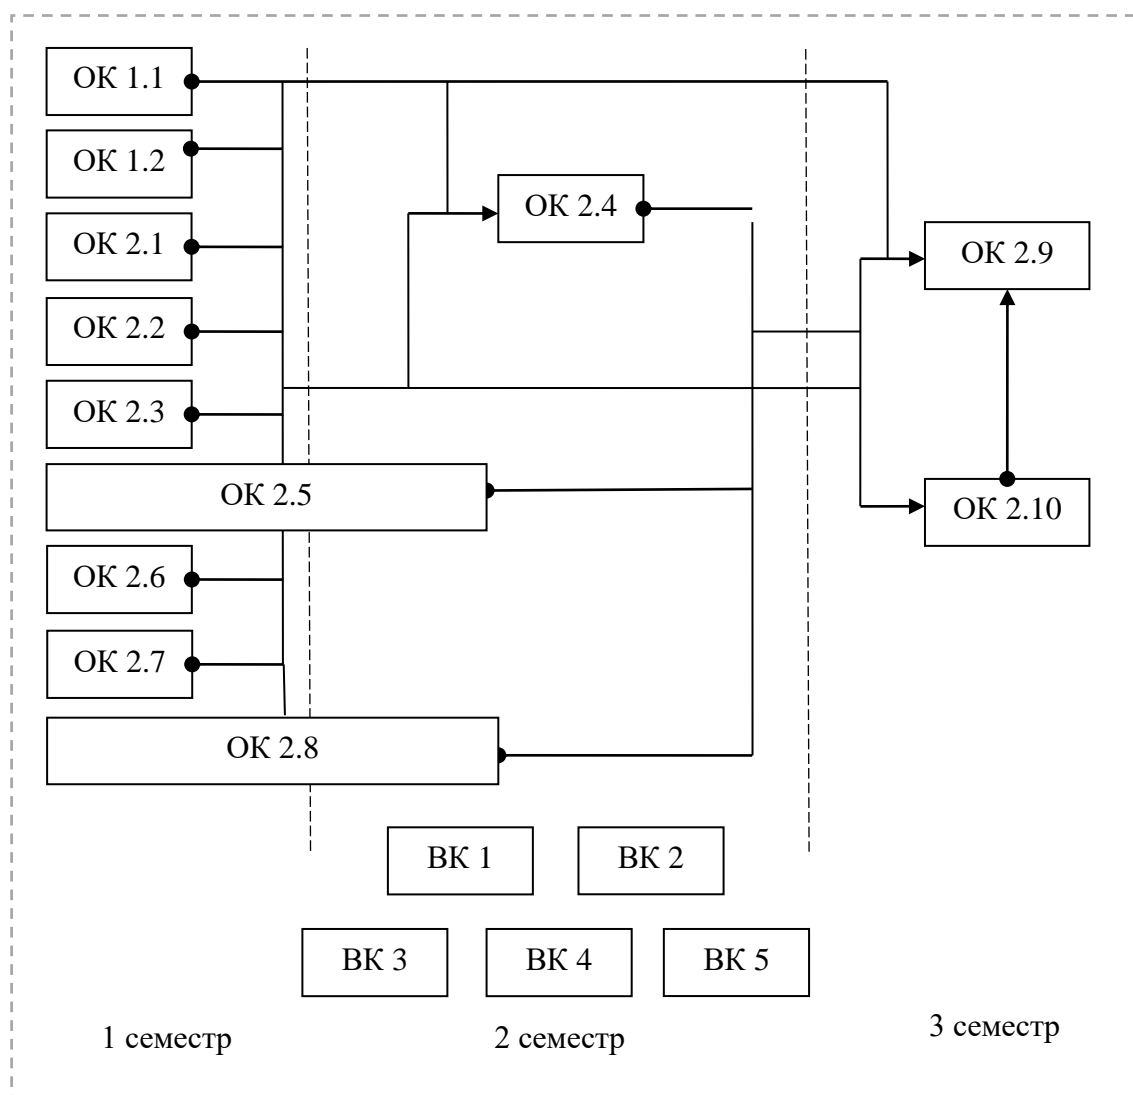 ОК 1.1
ОК 1.2
ОК 2.1
ОК 2.2
ОК 2.3
ОК 2.4
ОК 2.5
ОК 2.6
ОК 2.7
ОК 2.8
ОК 2.9
ОК 2.10
ВК 1
ВК 2
ВК 3
ВК 4
ВК 5
1 семестр
2 семестр
3 семестр